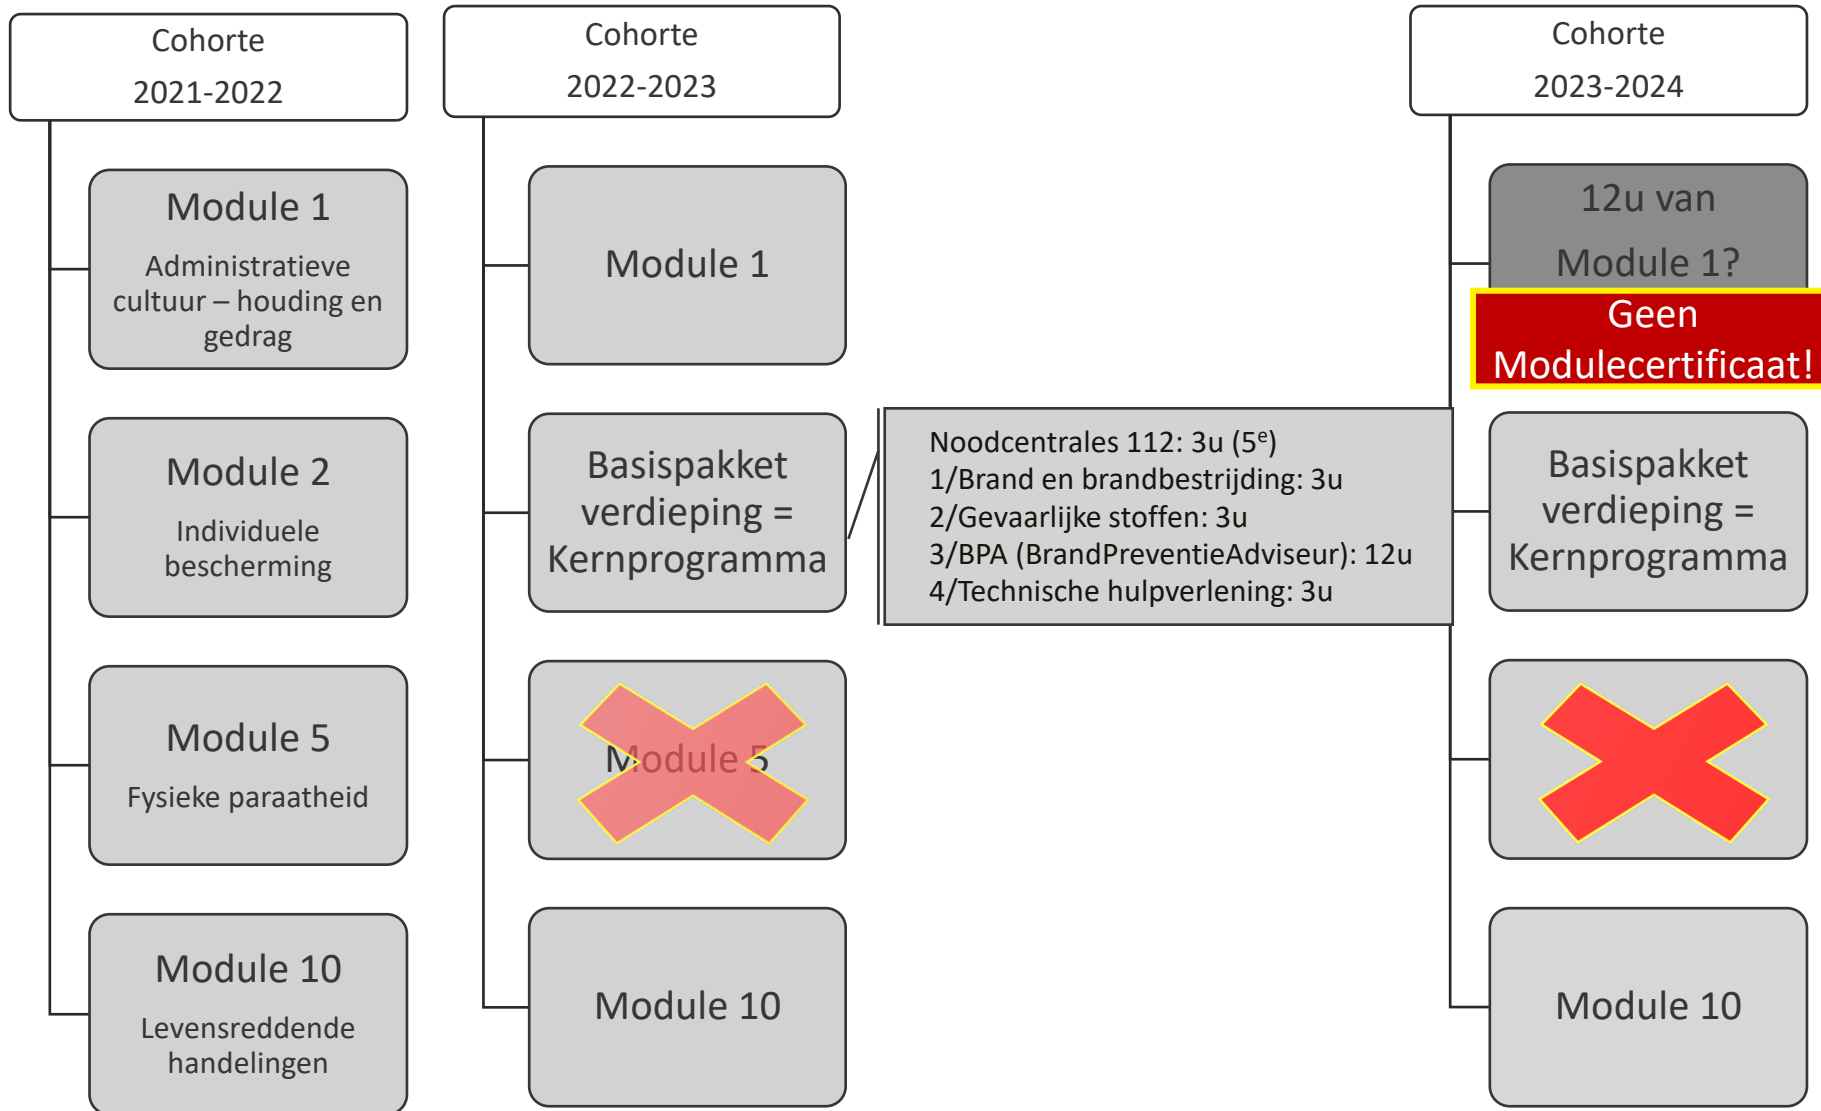 Cohorte
2021-2022
Module 1
Administratieve
cultuur – houding en
gedrag
Module 2
Individuele
bescherming
Module 5
Fysieke paraatheid
Module 10
Levensreddende
handelingen
Cohorte
2022-2023
Module 1
Basispakket
verdieping =
Kernprogramma
Module 5
Module 10
Noodcentrales 112: 3u (5ᵉ)
1/Brand en brandbestrijding: 3u
2/Gevaarlijke stoffen: 3u
3/BPA (BrandPreventieAdviseur): 12u
4/Technische hulpverlening: 3u
Cohorte
2023-2024
12u van
Module 1?
Geen
Modulecertificaat!
Basispakket
verdieping =
Kernprogramma
Module 10